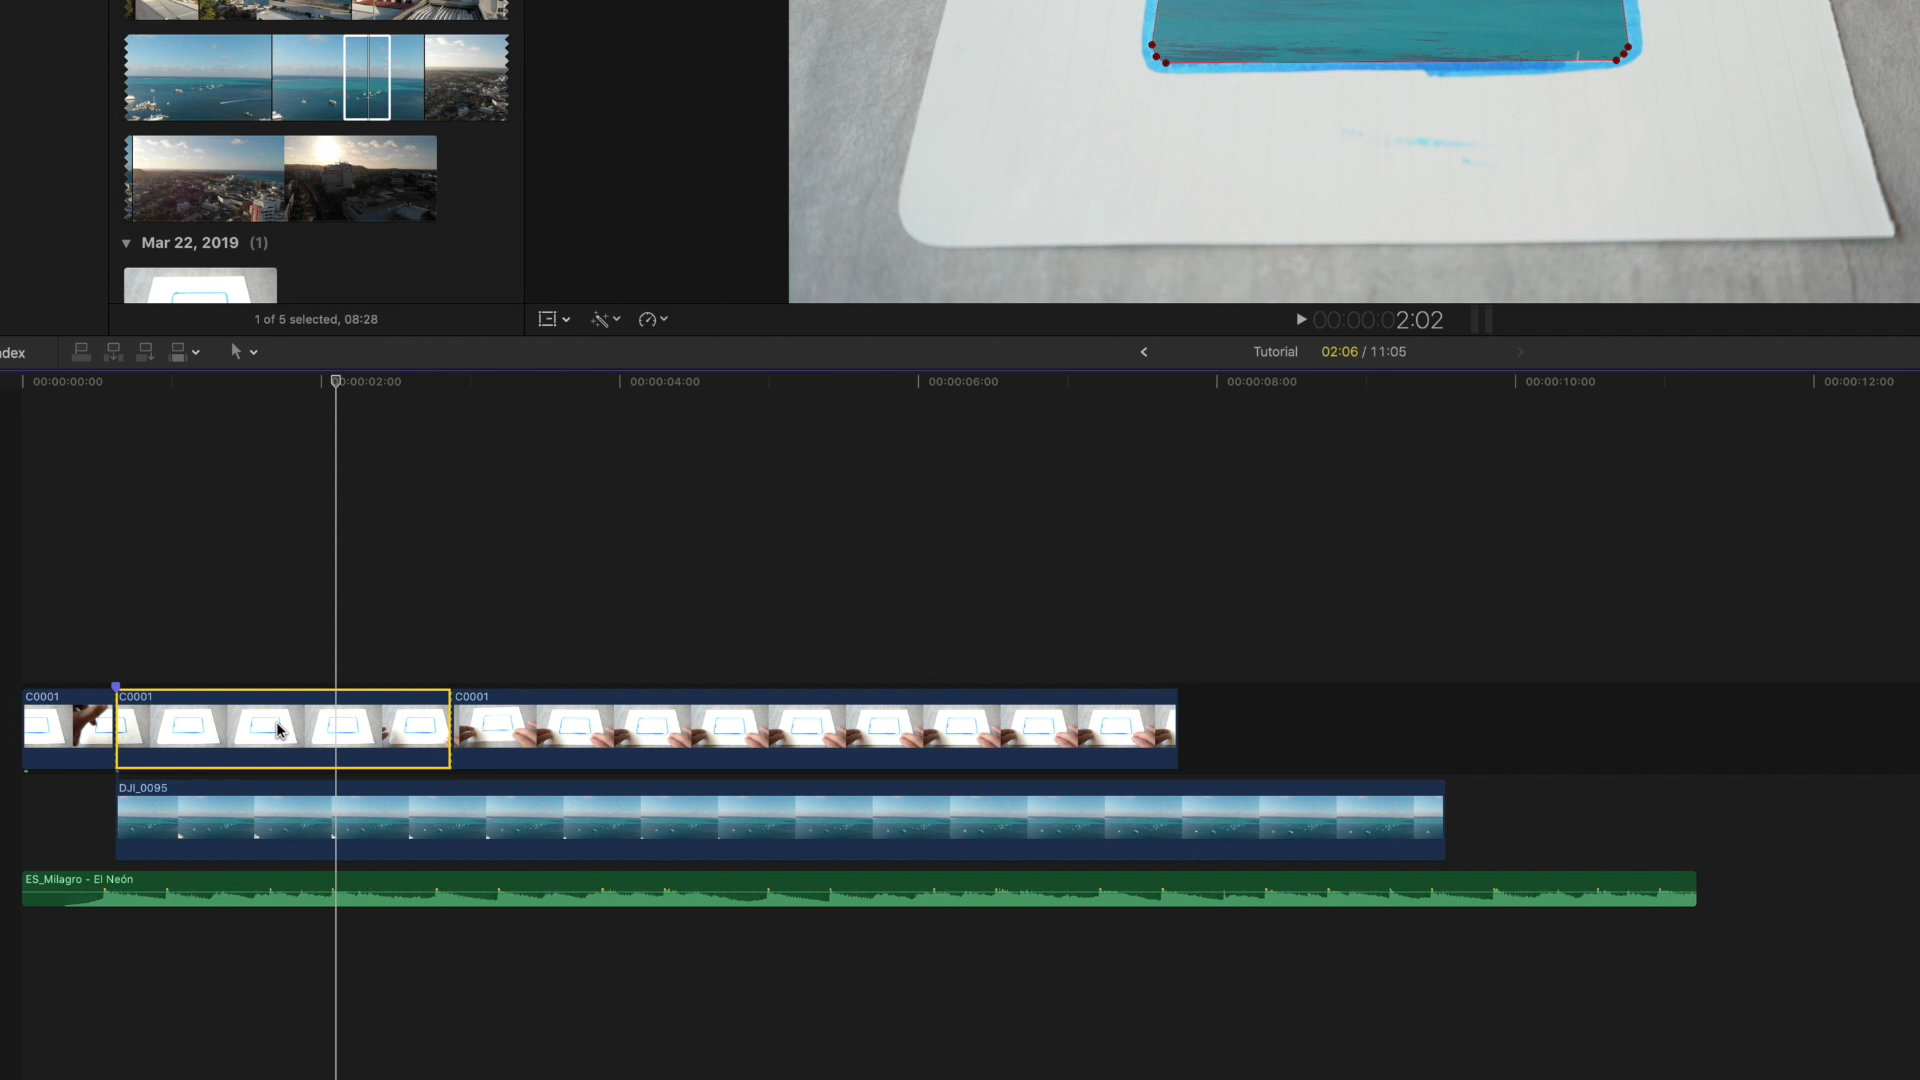 Mar 22, 2019 (1)
1 of 5 selected, 08:28
00:00:02:02
ndex
Tutorial
02:06 / 11:05
00:00:00:00
00:00:02:00
00:00:04:00
00:00:06:00
00:00:08:00
00:00:10:00
00:00:12:00
C0001
C0001
C0001
DJI_0095
ES_Milagro - El Neón